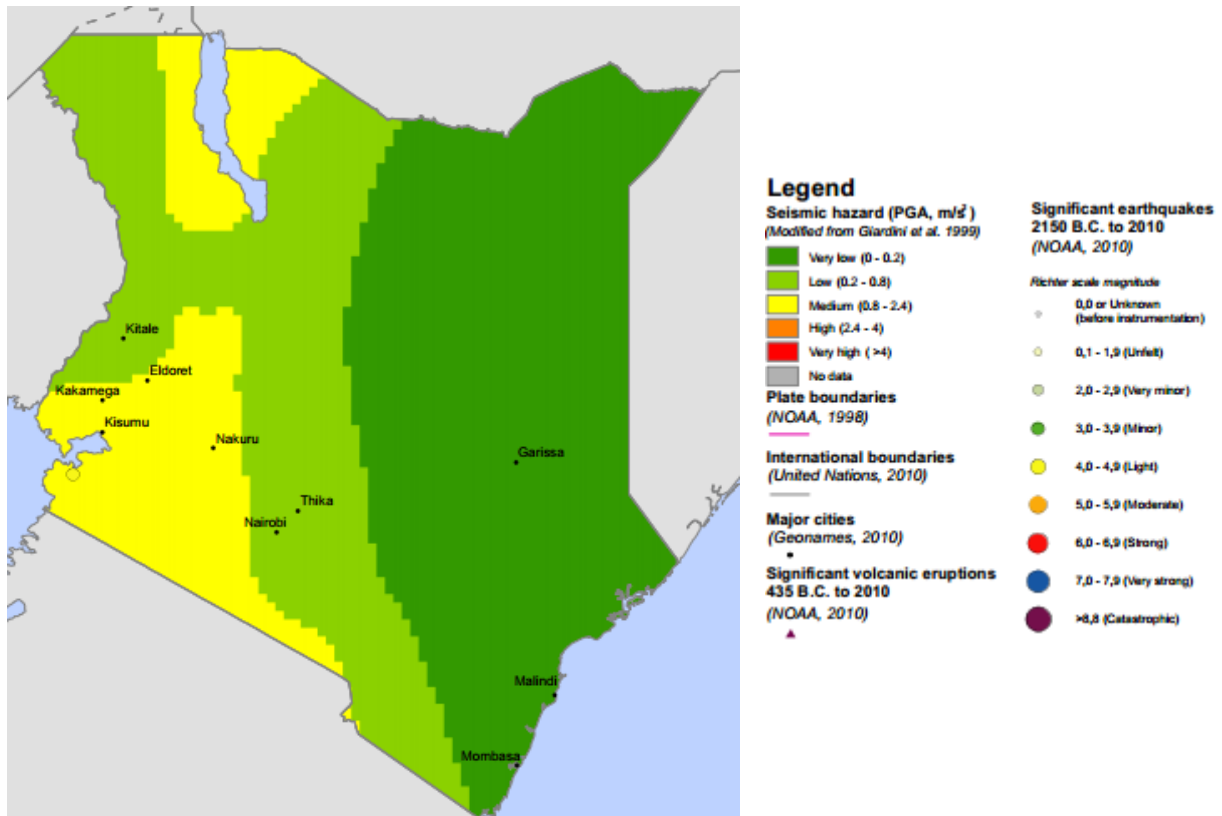 Kitale
Eldoret
Kakamega
Kisumu
Nakuru
Garissa
Thika
Nairobi
Malindi
Mombasa
Legend
Seismic hazard (PGA, m/s²)
(Modified from Giardini et al. 1999)
Very low (0 - 0.2)
Low (0.2 - 0.8)
Medium (0.8 - 2.4)
High (2.4 - 4)
Very high ( >4)
No data
Plate boundaries
(NOAA, 1998)
International boundaries
(United Nations, 2010)
Major cities
(Geonames, 2010)
Significant volcanic eruptions
435 B.C. to 2010
(NOAA, 2010)
Significant earthquakes
2150 B.C. to 2010
(NOAA, 2010)
Richter scale magnitude
0,0 or Unknown
(before instrumentation)
0,1 - 1,9 (Unfelt)
2,0 - 2,9 (Very minor)
3,0 - 3,9 (Minor)
4,0 - 4,9 (Light)
5,0 - 5,9 (Moderate)
6,0 - 6,9 (Strong)
7,0 - 7,9 (Very strong)
>8,8 (Catastrophic)